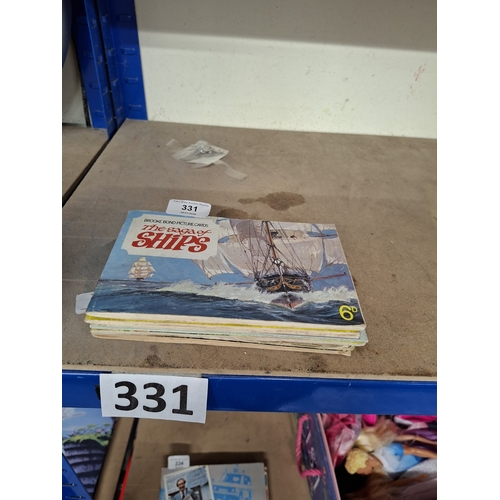 331
BROOKE BOND PICTURE CARDS
The Saga of
SHIPS
6D
331